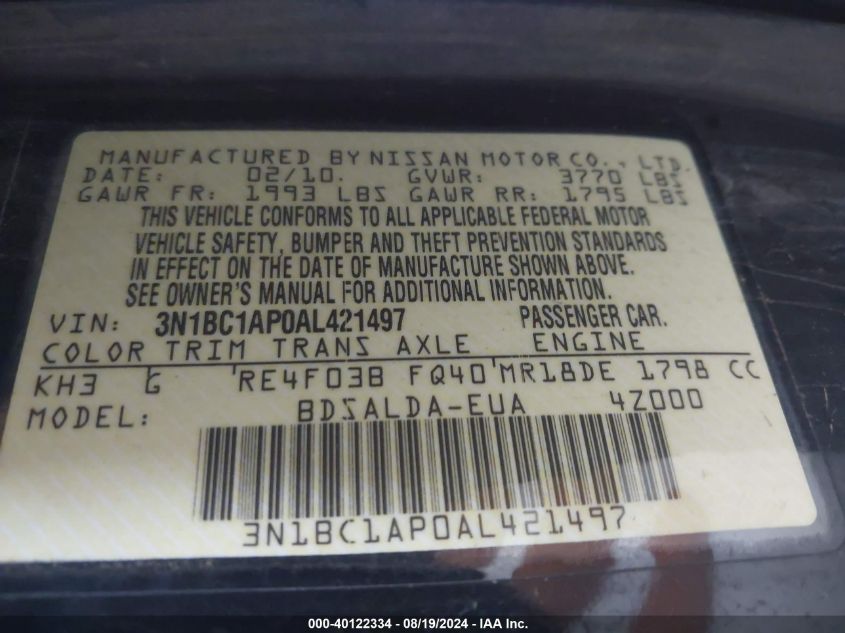 MANUFACTURED BY NISSAN MOTOR CO., LTD.
DATE: 02/10. GVWR: 3770 LBS
GAWR FR: 1993 LBS GAWR RR: 1795 LBS
THIS VEHICLE CONFORMS TO ALL APPLICABLE FEDERAL MOTOR
VEHICLE SAFETY, BUMPER AND THEFT PREVENTION STANDARDS
IN EFFECT ON THE DATE OF MANUFACTURE SHOWN ABOVE.
SEE OWNER'S MANUAL FOR ADDITIONAL INFORMATION.
VIN: 3N1BC1AP0AL421497 PASSENGER CAR.
COLOR TRIM TRANS AXLE ENGINE
KH3 G RE4F03B FQ40 MR18DE 1798 CC
MODEL: BDSALDA-EUA 4Z000
3N1BC1AP0AL421497
000-40122334 - 08/19/2024 - IAA Inc.